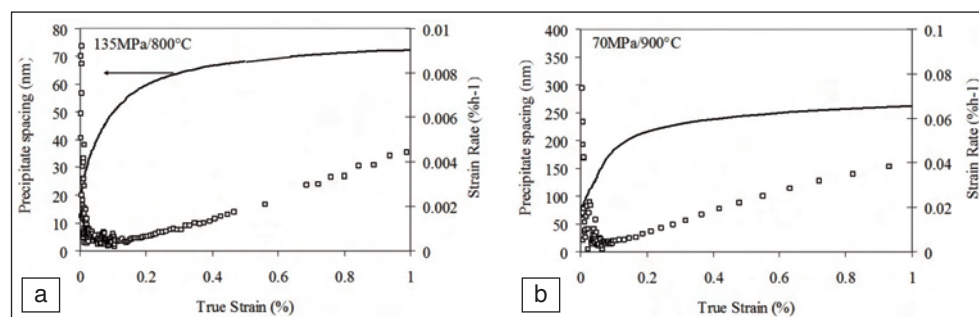 135MPa/800°C
Precipitate spacing (nm)
80
70
60
50
40
30
20
10
0
0.01
0.008
0.006
0.004
0.002
0
Strain Rate (%h-1)
0 0.2 0.4 0.6 0.8 1
True Strain (%)
a
70MPa/900°C
Precipitate spacing (nm)
400
350
300
250
200
150
100
50
0
0.1
0.08
0.06
0.04
0.02
0
Strain Rate (%h-1)
0 0.2 0.4 0.6 0.8 1
True Strain (%)
b